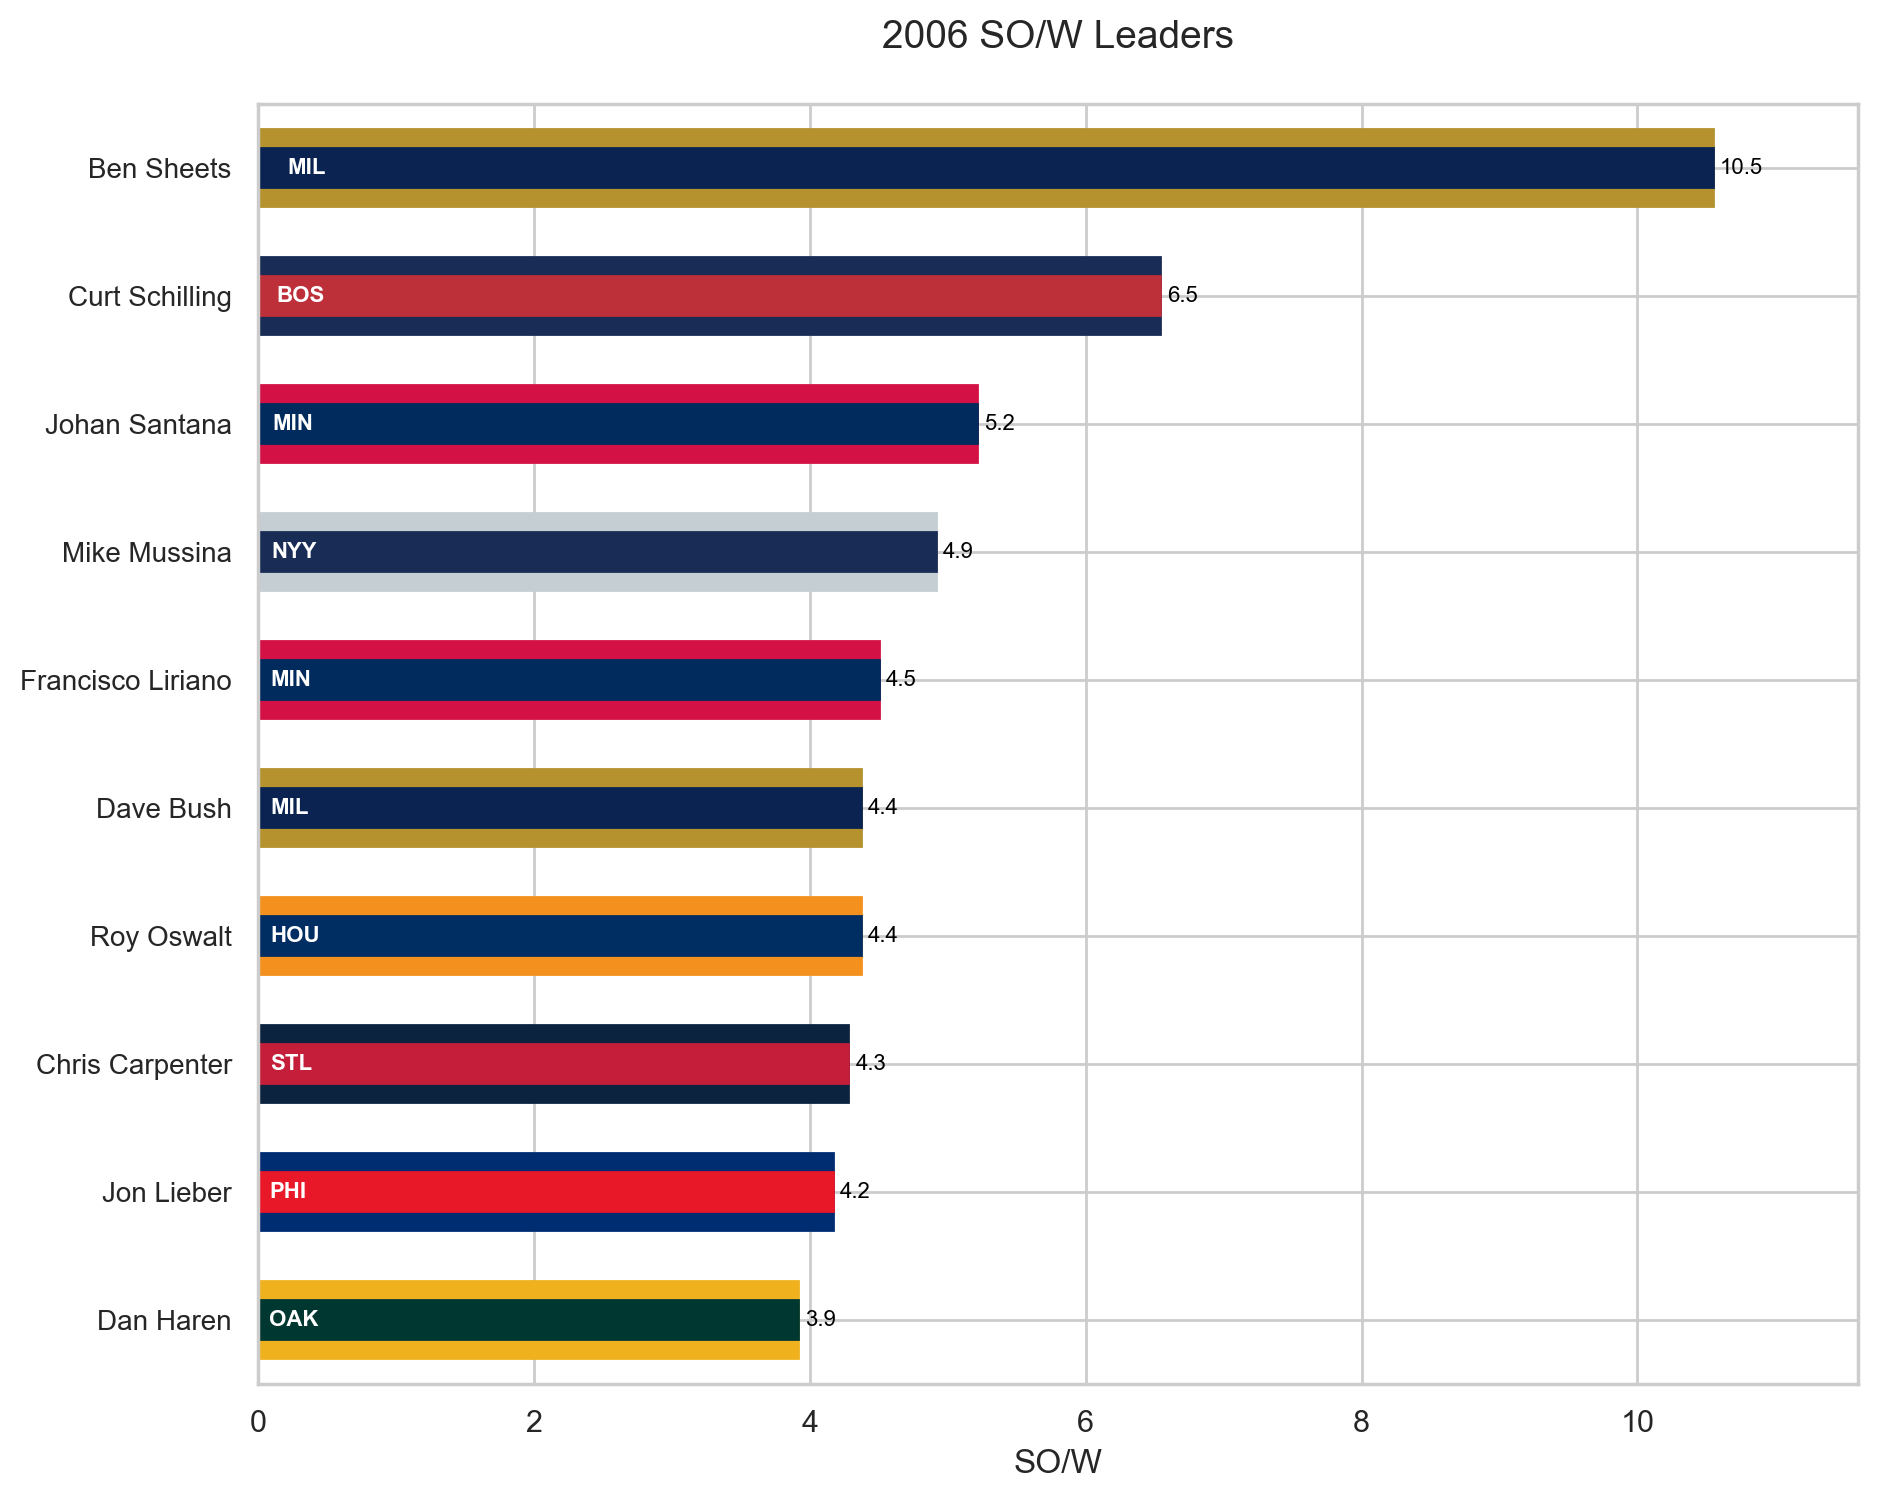 2006 SO/W Leaders
Ben Sheets MIL 10.5
Curt Schilling BOS 6.5
Johan Santana MIN 5.2
Mike Mussina NYY 4.9
Francisco Liriano MIN 4.5
Dave Bush MIL 4.4
Roy Oswalt HOU 4.4
Chris Carpenter STL 4.3
Jon Lieber PHI 4.2
Dan Haren OAK 3.9
0 2 4 6 8 10
SO/W